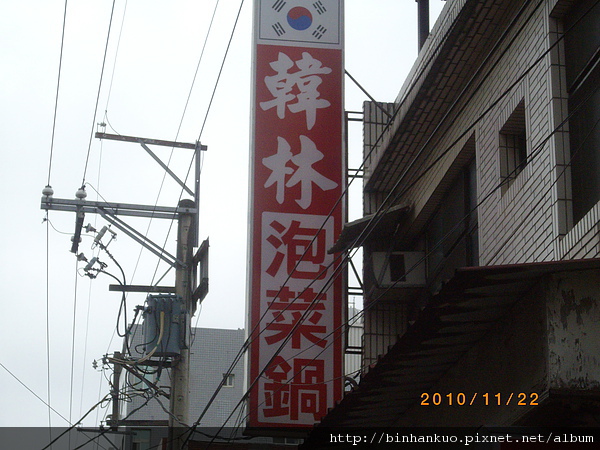 韓林
泡菜鍋
2010/11/22
http://binhankuo.pixnet.net/album